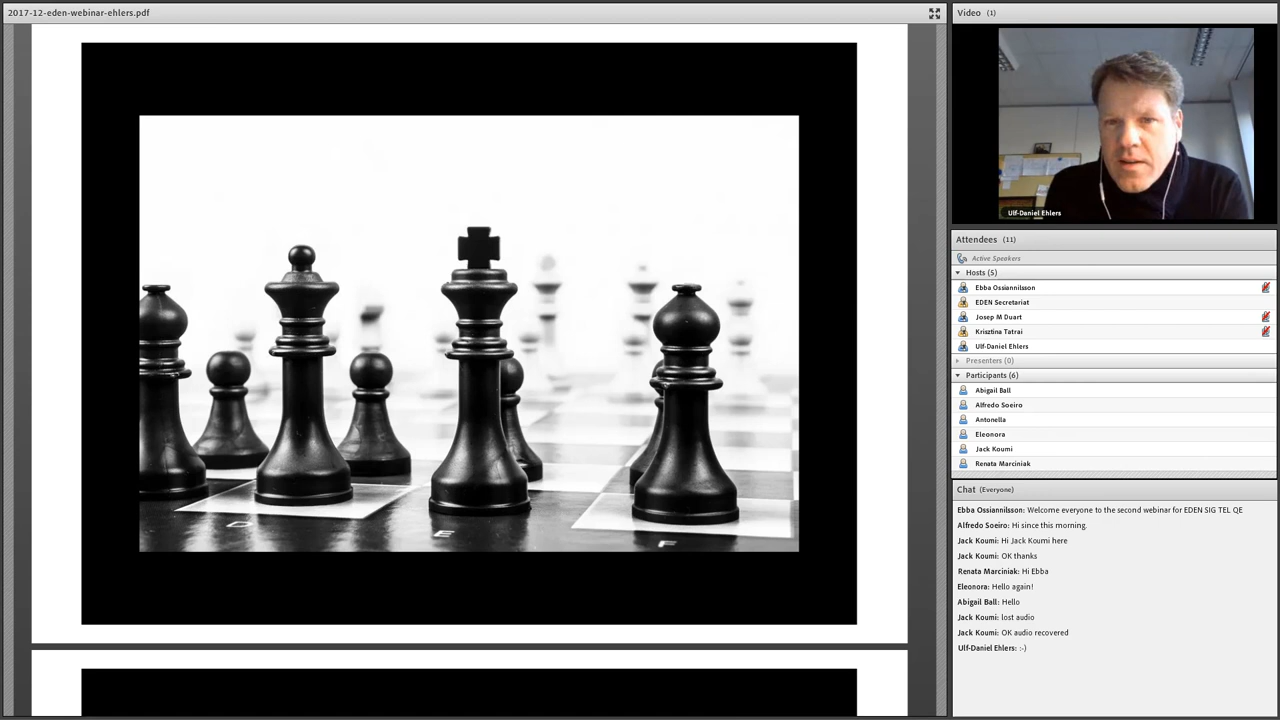 2017-12-eden-webinar-ehlers.pdf
D
E
F
Video (1)
Ulf-Daniel Ehlers
Attendees (11)
Active Speakers
Hosts (5)
Ebba Ossiannilsson
EDEN Secretariat
Josep M Duart
Krisztina Tatrai
Ulf-Daniel Ehlers
Presenters (0)
Participants (6)
Abigail Ball
Alfredo Soeiro
Antonella
Eleonora
Jack Koumi
Renata Marciniak
Chat (Everyone)
Ebba Ossiannilsson: Welcome everyone to the second webinar for EDEN SIG TEL QE
Alfredo Soeiro: Hi since this morning.
Jack Koumi: Hi Jack Koumi here
Jack Koumi: OK thanks
Renata Marciniak: Hi Ebba
Eleonora: Hello again!
Abigail Ball: Hello
Jack Koumi: lost audio
Jack Koumi: OK audio recovered
Ulf-Daniel Ehlers: :-)